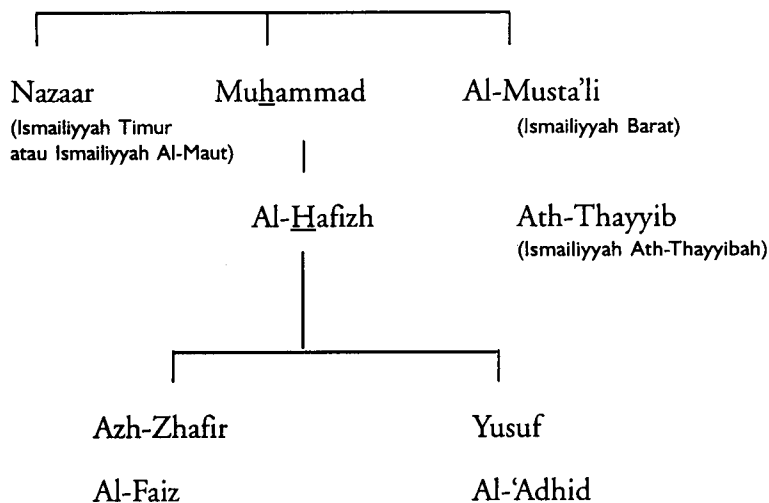 Nazaar Muhammad Al-Musta'li
(Ismailiyyah Timur (Ismailiyyah Barat)
atau Ismailiyyah Al-Maut)
Al-Hafizh Ath-Thayyib
(Ismailiyyah Ath-Thayyibah)
Azh-Zhafir Yusuf
Al-Faiz Al-‘Adhid